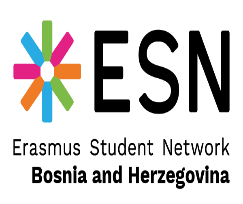 ESN
Erasmus Student Network
Bosnia and Herzegovina